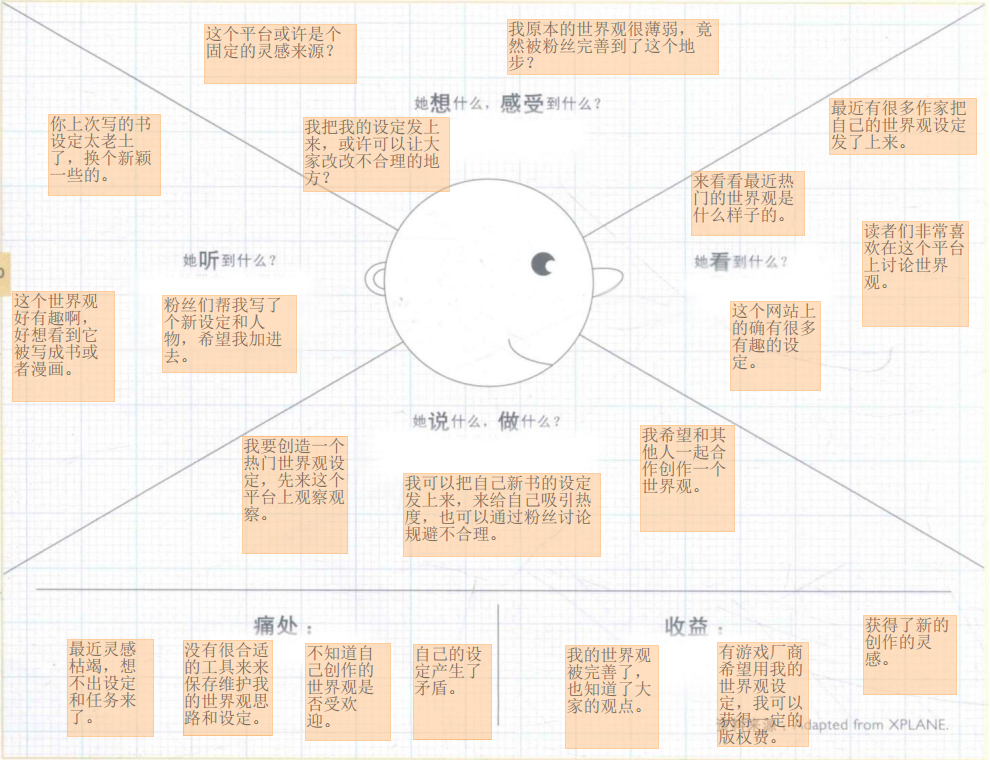 这个平台或许是个
固定的灵感来源？
我原本的世界观很薄弱，竟
然被粉丝完善到了这个地
步？
她想什么，感受到什么？
最近有很多作家把
自己的世界观设定
发了上来。
你上次写的书
设定太老土
了，换个新颖
一些的。
我把我的设定发上
来，或许可以让大
家改改不合理的地
方？
来看看最近热
门的世界观是
什么样子的。
读者们非常喜
欢在这个平台
上讨论世界
观。
她听到什么？
她看到什么？
这个世界观
好有趣啊，
好想看到它
被写成书或
者漫画。
粉丝们帮我写了
个新设定和人
物，希望我加进
去。
这个网站上
的确有很多
有趣的设
定。
她说什么，做什么？
我要创造一个
热门世界观设
定，先来这个
平台上观察观
察。
我可以把自己新书的设定
发上来，来给自己吸引热
度，也可以通过粉丝讨论
规避不合理。
我希望和其
他人一起合
作创作一个
世界观。
痛处：
收益：
最近灵感
枯竭，想
不出设定
和任务来
了。
没有很合适
的工具来来
保存维护我
的世界观思
路和设定。
不知道自
己创作的
世界观是
否受欢
迎。
自己的设
定产生了
矛盾。
我的世界观
被完善了，
也知道了大
家的观点。
有游戏厂商
希望用我的
世界观设
定，我可以
获得一定的
版权费。
获得了新的
创作的灵
感。
Adapted from XPLANE.